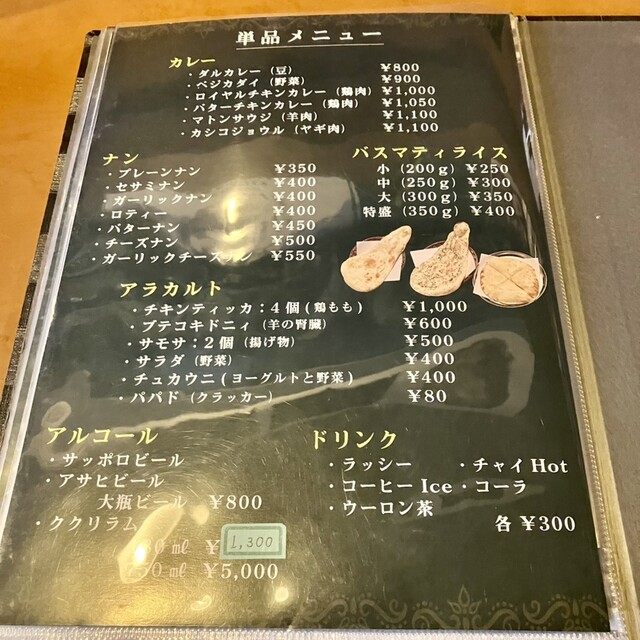 単品メニュー
カレー
・ダルカレー（豆） ￥800
・ベジカダイ（野菜） ￥900
・ロイヤルチキンカレー（鶏肉） ￥1,000
・バターチキンカレー（鶏肉） ￥1,050
・マトンサウジ（羊肉） ￥1,100
・カシコジョウル（ヤギ肉） ￥1,100
ナン
・プレーンナン ￥350
・セサミナン ￥400
・ガーリックナン ￥400
・ロティー ￥400
・バターナン ￥450
・チーズナン ￥500
・ガーリックチーズナン ￥550
バスマティライス
小（200g）￥250
中（250g）￥300
大（300g）￥350
特盛（350g）￥400
アラカルト
・チキンティッカ：4個（鶏もも） ￥1,000
・ブテコキドニィ（羊の腎臓） ￥600
・サモサ：2個（揚げ物） ￥500
・サラダ（野菜） ￥400
・チュカウニ（ヨーグルトと野菜） ￥400
・パパド（クラッカー） ￥80
アルコール
・サッポロビール
・アサヒビール
大瓶ビール ￥800
・ククリラム
㎖ ￥ 1,300
㎖ ￥5,000
ドリンク
・ラッシー ・チャイHot
・コーヒーIce ・コーラ
・ウーロン茶
各 ￥300